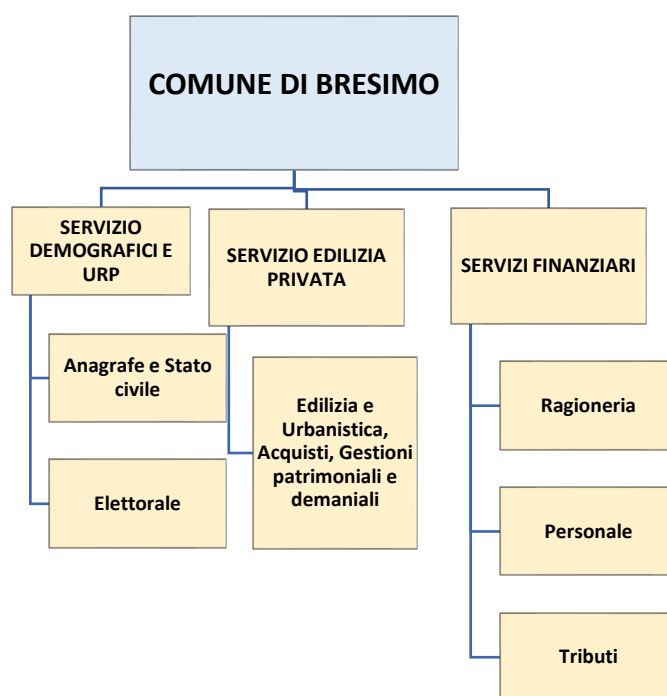 COMUNE DI BRESIMO
SERVIZIO
DEMOGRAFICI E
URP
Anagrafe e Stato
civile
Elettorale
SERVIZIO EDILIZIA
PRIVATA
Edilizia e
Urbanistica,
Acquisti, Gestioni
patrimoniali e
demaniali
SERVIZI FINANZIARI
Ragioneria
Personale
Tributi